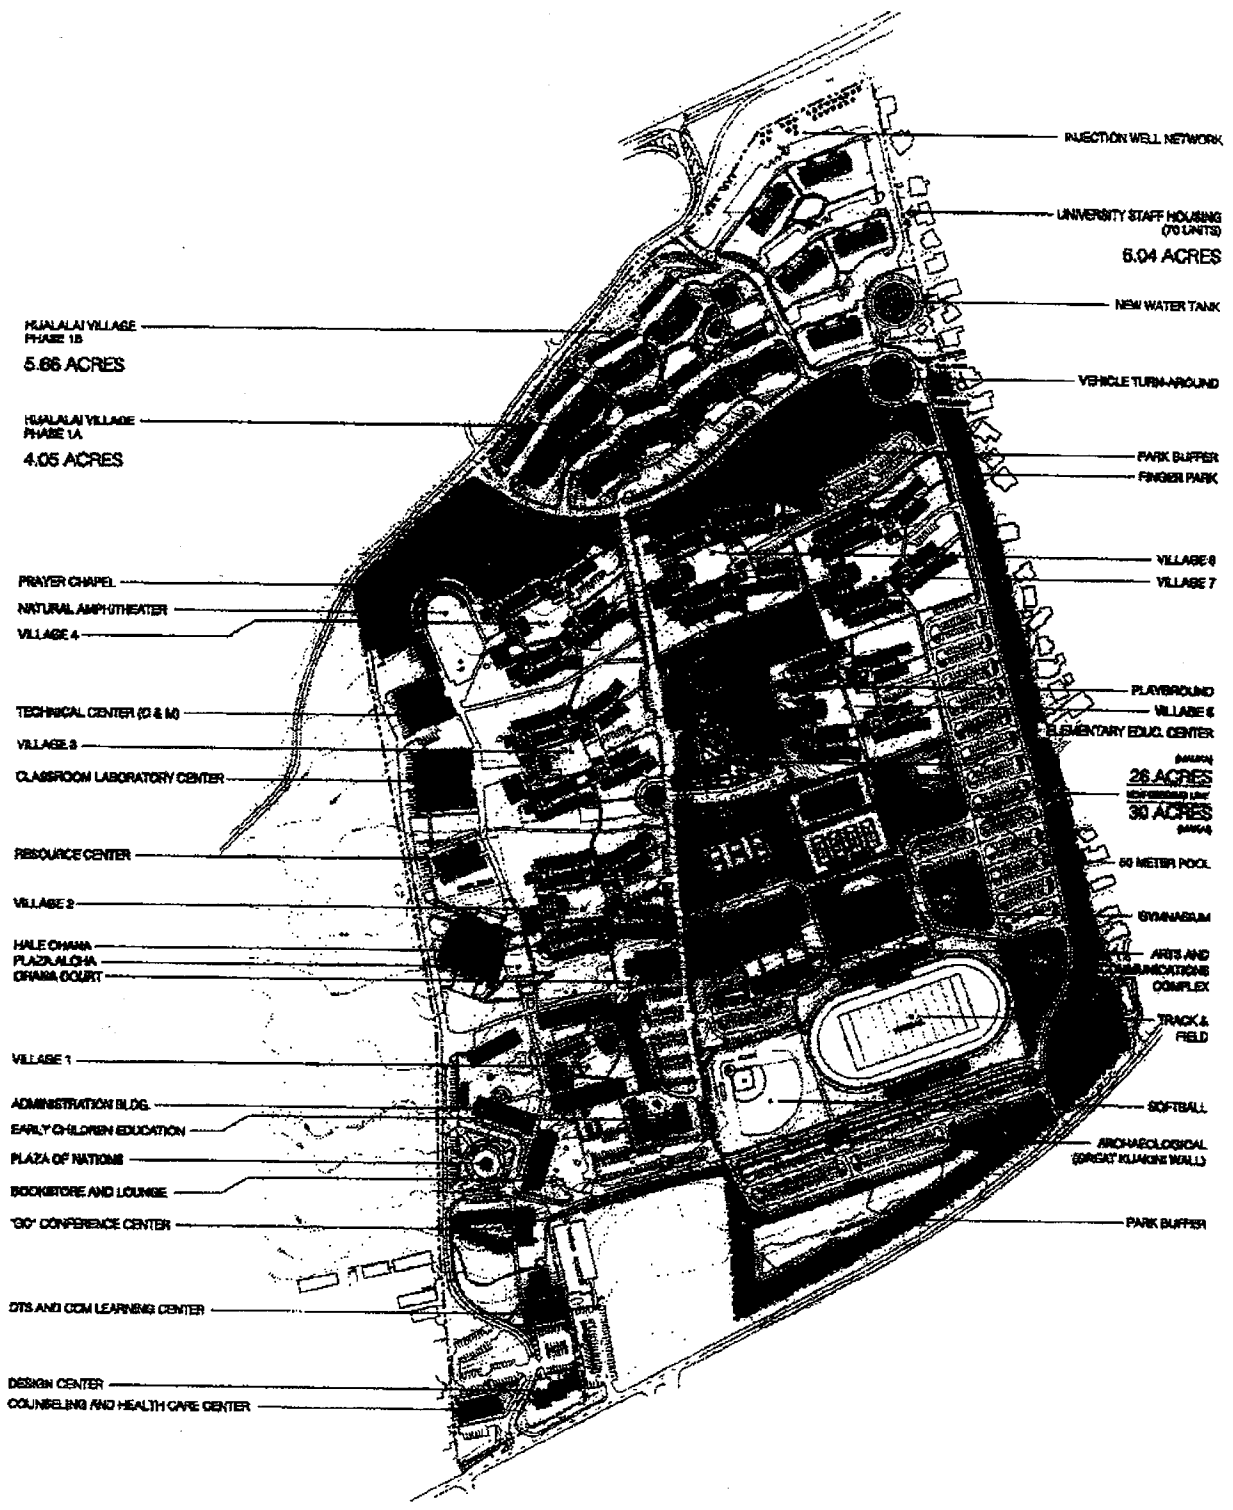 INJECTION WELL NETWORK
UNIVERSITY STAFF HOUSING
(70 UNITS)
6.04 ACRES
NEW WATER TANK
HUALALAI VILLAGE
PHASE 1B
5.66 ACRES
VEHICLE TURN-AROUND
HUALALAI VILLAGE
PHASE 1A
4.05 ACRES
PARK BUFFER
FINGER PARK
VILLAGE 7
PRAYER CHAPEL
NATURAL AMPHITHEATER
VILLAGE 4
PLAYGROUND
TECHNICAL CENTER (O & M)
ELEMENTARY EDUC. CENTER
VILLAGE 3
(MAUKA)
26 ACRES
CLASSROOM LABORATORY CENTER
30 ACRES
(MAKAI)
RESOURCE CENTER
50 METER POOL
VILLAGE 2
GYMNASIUM
HALE OHANA
PLAZA ALOHA
DRAMA COURT
ARTS AND
COMMUNICATIONS
COMPLEX
TRACK &
FIELD
VILLAGE 1
ADMINISTRATION BLDG.
SOFTBALL
EARLY CHILDREN EDUCATION
ARCHAEOLOGICAL
(GREAT KUAKINI WALL)
PLAZA OF NATIONS
BOOKSTORE AND LOUNGE
"GO" CONFERENCE CENTER
PARK BUFFER
DTS AND CCM LEARNING CENTER
DESIGN CENTER
COUNSELING AND HEALTH CARE CENTER